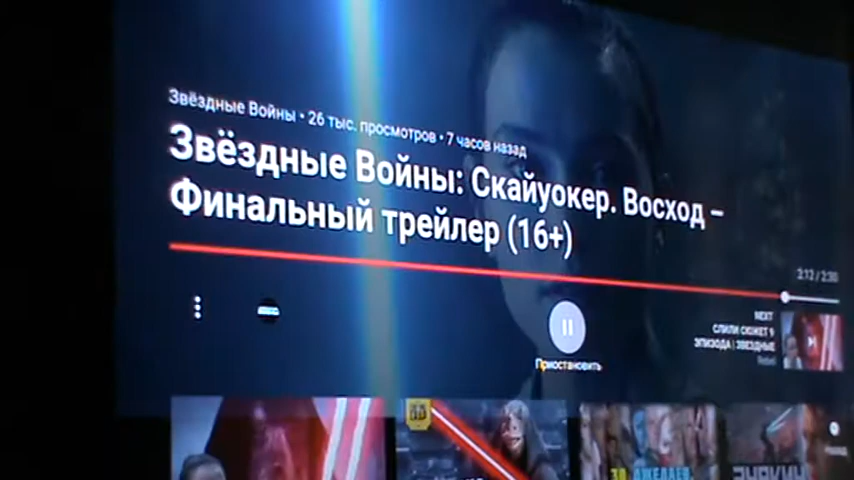 Звёздные Войны • 26 тыс. просмотров • 7 часов назад
Звёздные Войны: Скайуокер. Восход –
Финальный трейлер (16+)
2:12 / 2:30
NEXT
СЛИЛИ СЮЖЕТ 9
ЭПИЗОДА | ЗВЕЗДНЫЕ
Приостановить